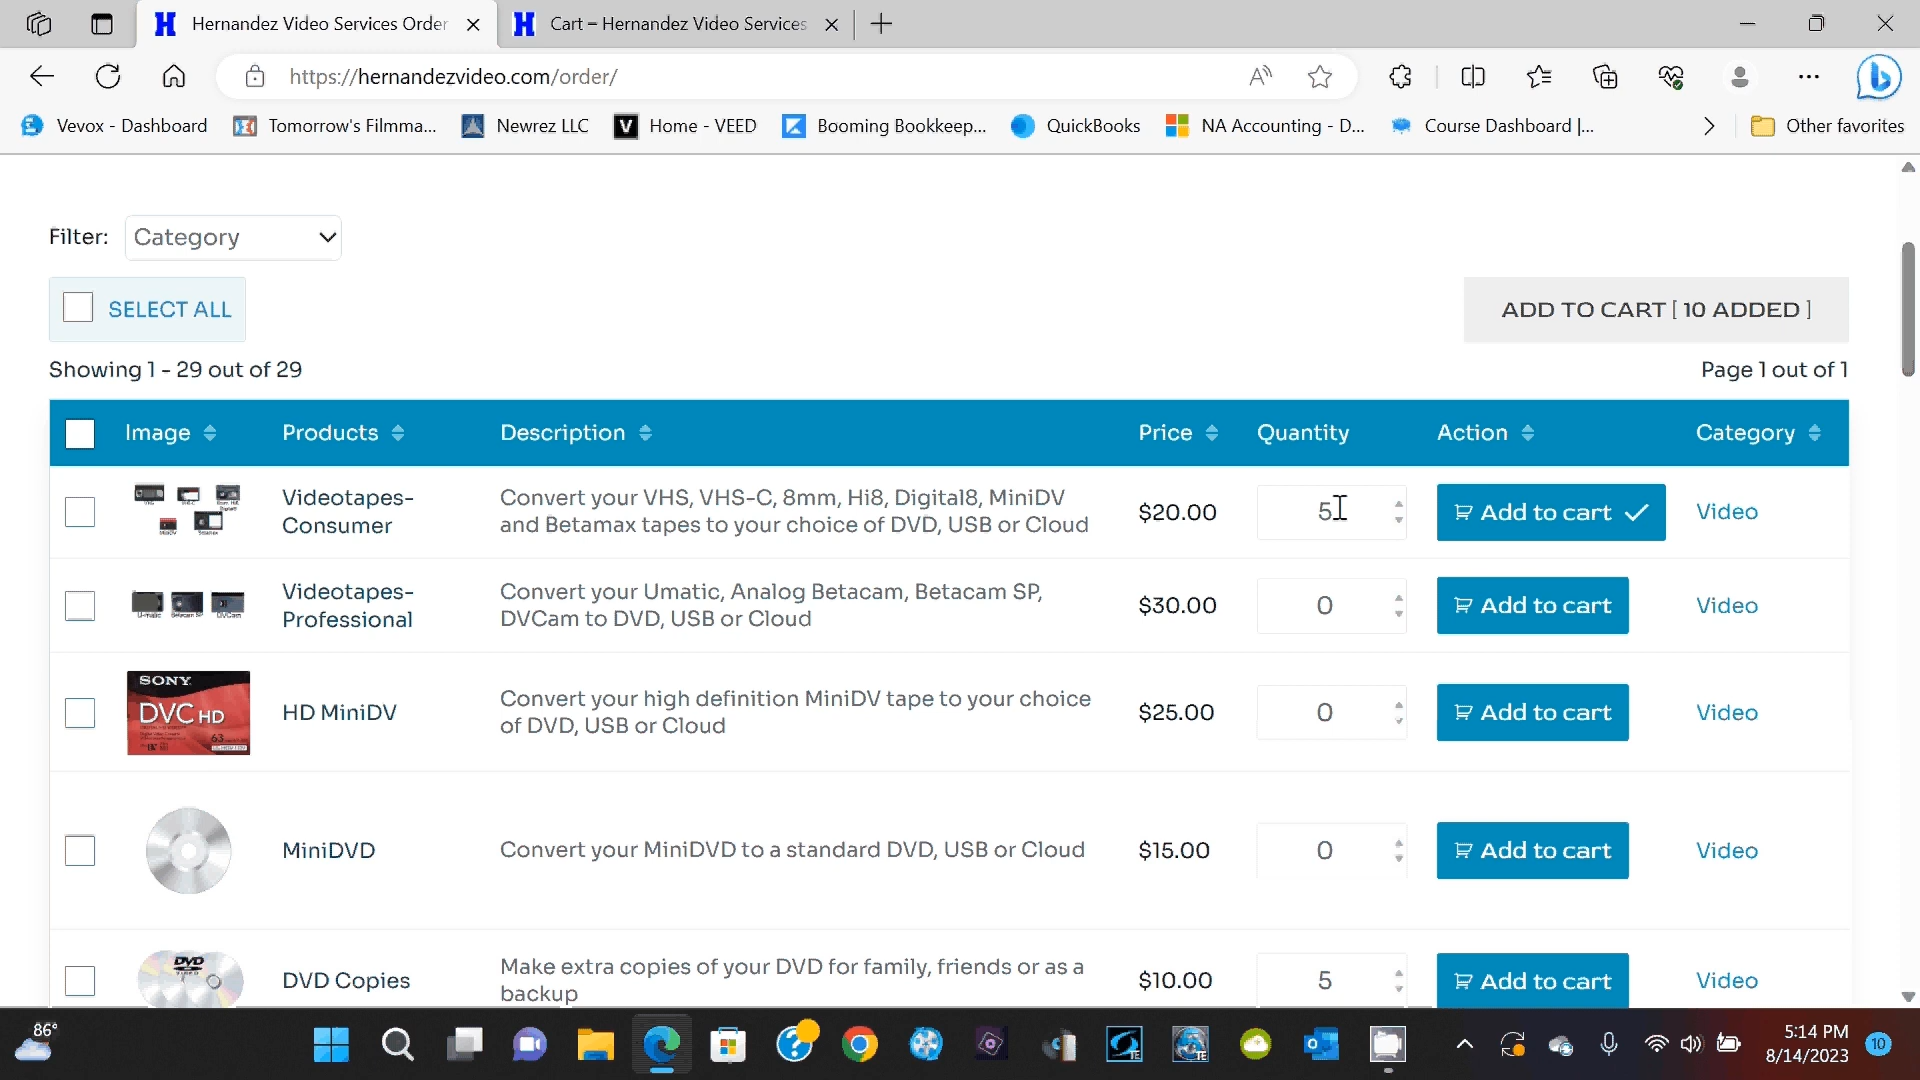 Hernandez Video Services Order
Cart – Hernandez Video Services
https://hernandezvideo.com/order/
Vevox - Dashboard
Tomorrow's Filmma...
Newrez LLC
Home - VEED
Booming Bookkeep...
QuickBooks
NA Accounting - D...
Course Dashboard |...
Other favorites
Filter: Category
SELECT ALL
ADD TO CART [ 10 ADDED ]
Showing 1 - 29 out of 29
Page 1 out of 1
Image Products Description Price Quantity Action Category
Videotapes-
Consumer
Convert your VHS, VHS-C, 8mm, Hi8, Digital8, MiniDV
and Betamax tapes to your choice of DVD, USB or Cloud
$20.00
5
Add to cart
Video
Videotapes-
Professional
Convert your Umatic, Analog Betacam, Betacam SP,
DVCam to DVD, USB or Cloud
$30.00
0
Add to cart
Video
SONY
DVC HD
63
HD MiniDV
Convert your high definition MiniDV tape to your choice
of DVD, USB or Cloud
$25.00
0
Add to cart
Video
MiniDVD
Convert your MiniDVD to a standard DVD, USB or Cloud
$15.00
0
Add to cart
Video
DVD
DVD Copies
Make extra copies of your DVD for family, friends or as a
backup
$10.00
5
Add to cart
Video
86°
5:14 PM
8/14/2023
10